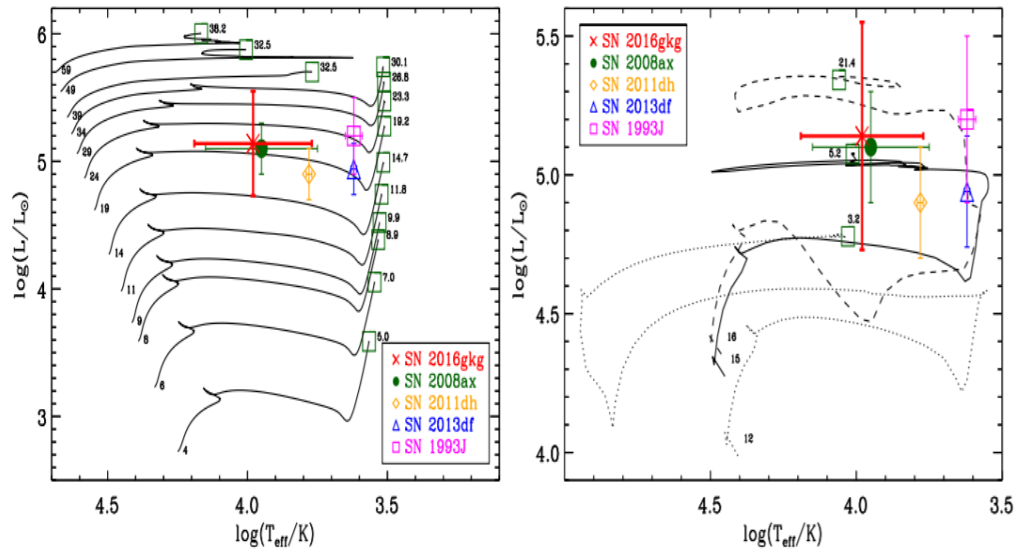 6
5
4
3
log(L/L☉)
59
49
39
34
29
24
19
14
11
9
8
6
4
38.2
32.5
32.5
30.1
26.8
23.3
19.2
14.7
11.8
9.9
8.9
7.0
5.0
SN 2016gkg
SN 2008ax
SN 2011dh
SN 2013df
SN 1993J
4.5 4.0 3.5
log(Teff/K)
5.5
5.0
4.5
4.0
log(L/L☉)
SN 2016gkg
SN 2008ax
SN 2011dh
SN 2013df
SN 1993J
21.4
5.2
3.2
16
15
12
4.5 4.0 3.5
log(Teff/K)